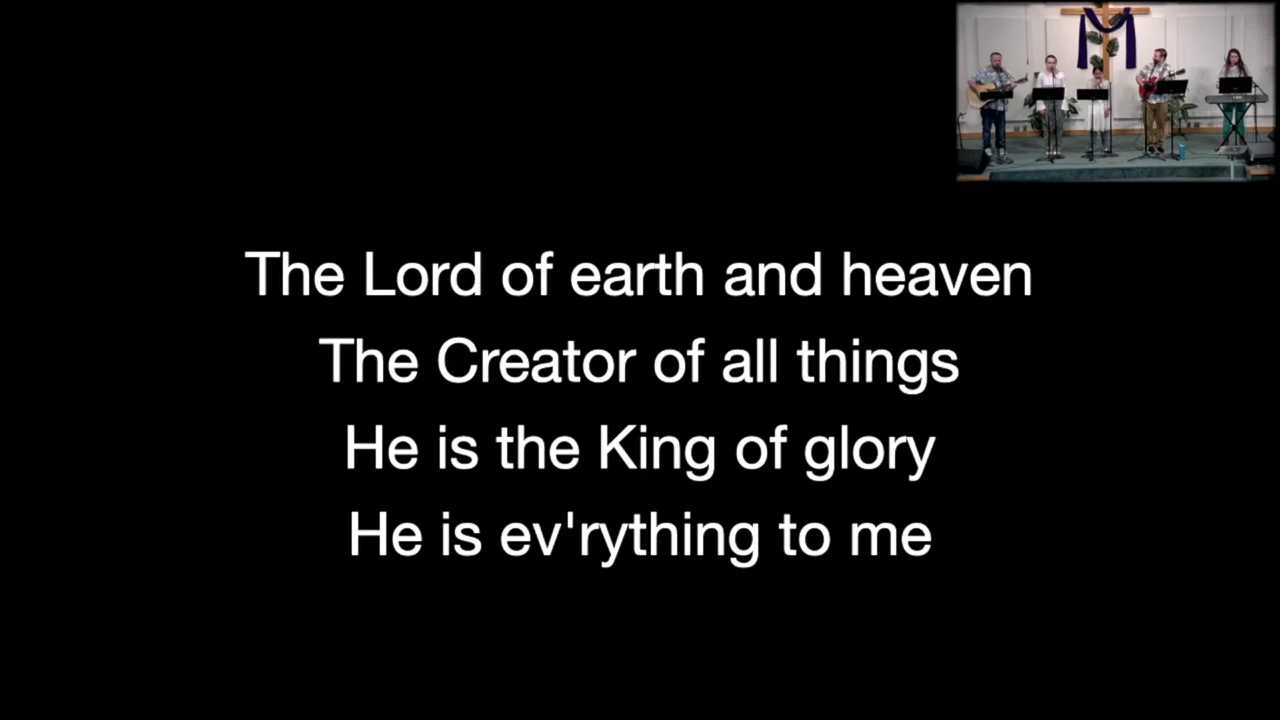 The Lord of earth and heaven
The Creator of all things
He is the King of glory
He is ev'rything to me